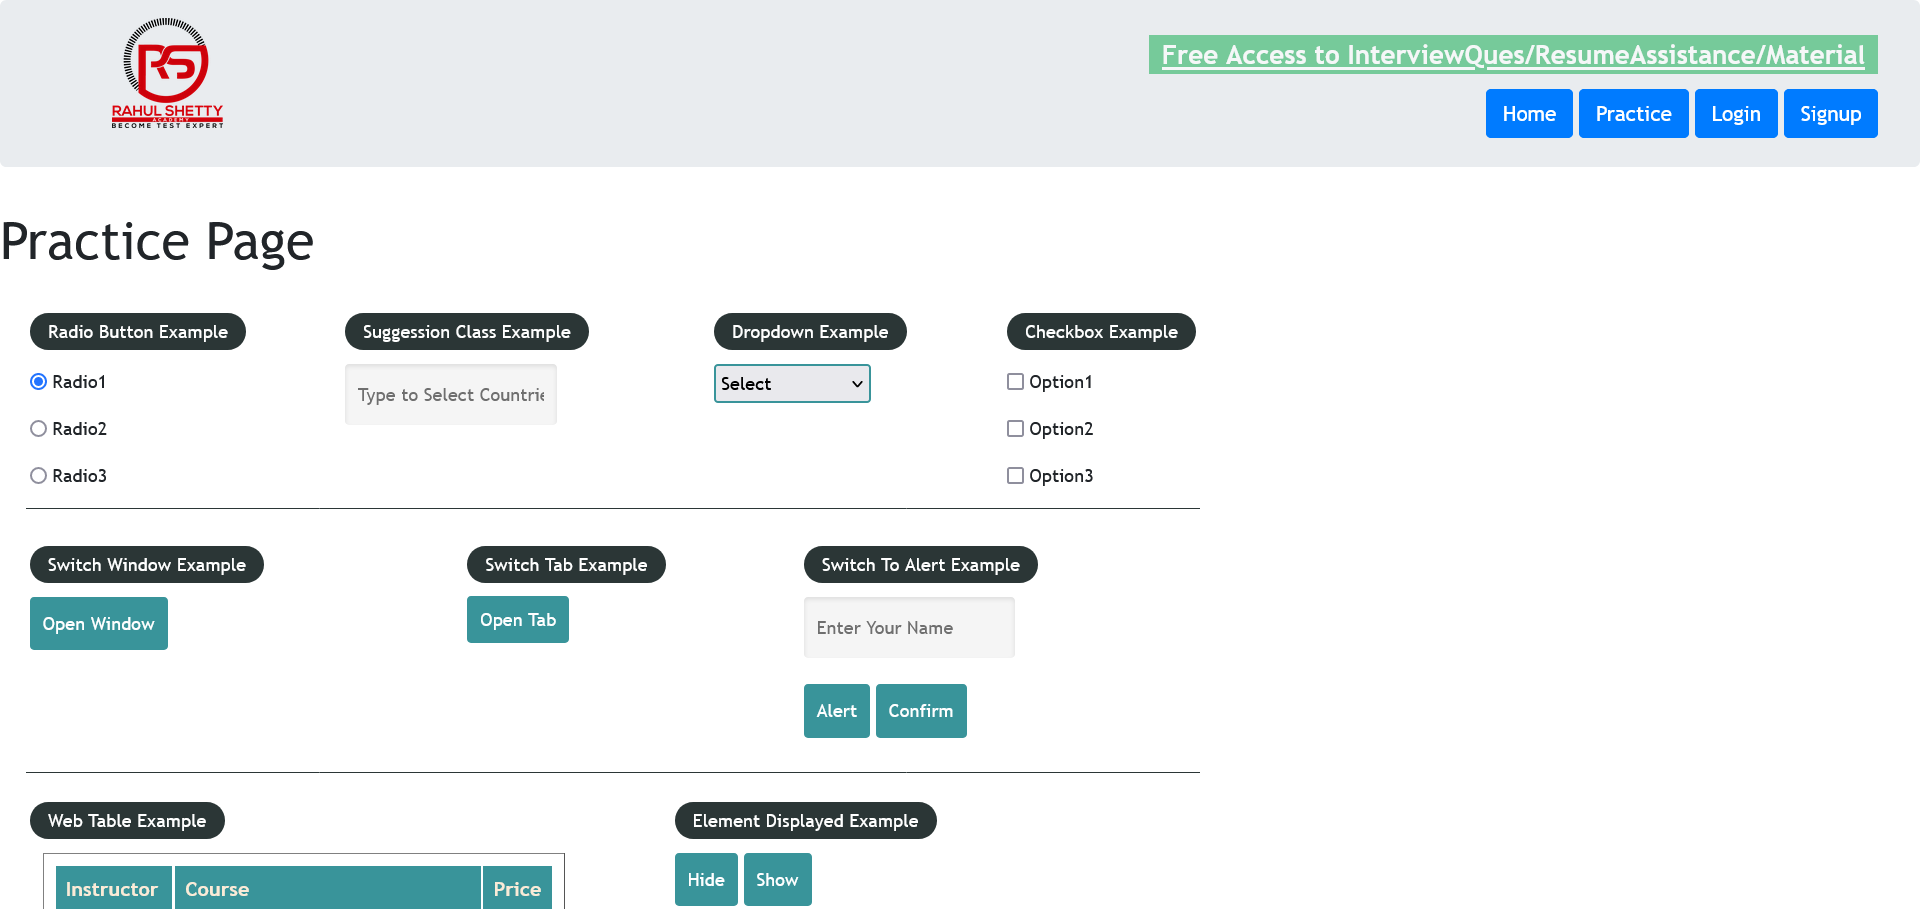 RAHUL SHETTY
ACADEMY
BECOME TEST EXPERT
Free Access to InterviewQues/ResumeAssistance/Material
Home Practice Login Signup
Practice Page
Radio Button Example
Radio1
Radio2
Radio3
Suggession Class Example
Type to Select Countrie
Dropdown Example
Select
Checkbox Example
Option1
Option2
Option3
Switch Window Example
Open Window
Switch Tab Example
Open Tab
Switch To Alert Example
Enter Your Name
Alert Confirm
Web Table Example
Instructor Course Price
Element Displayed Example
Hide Show